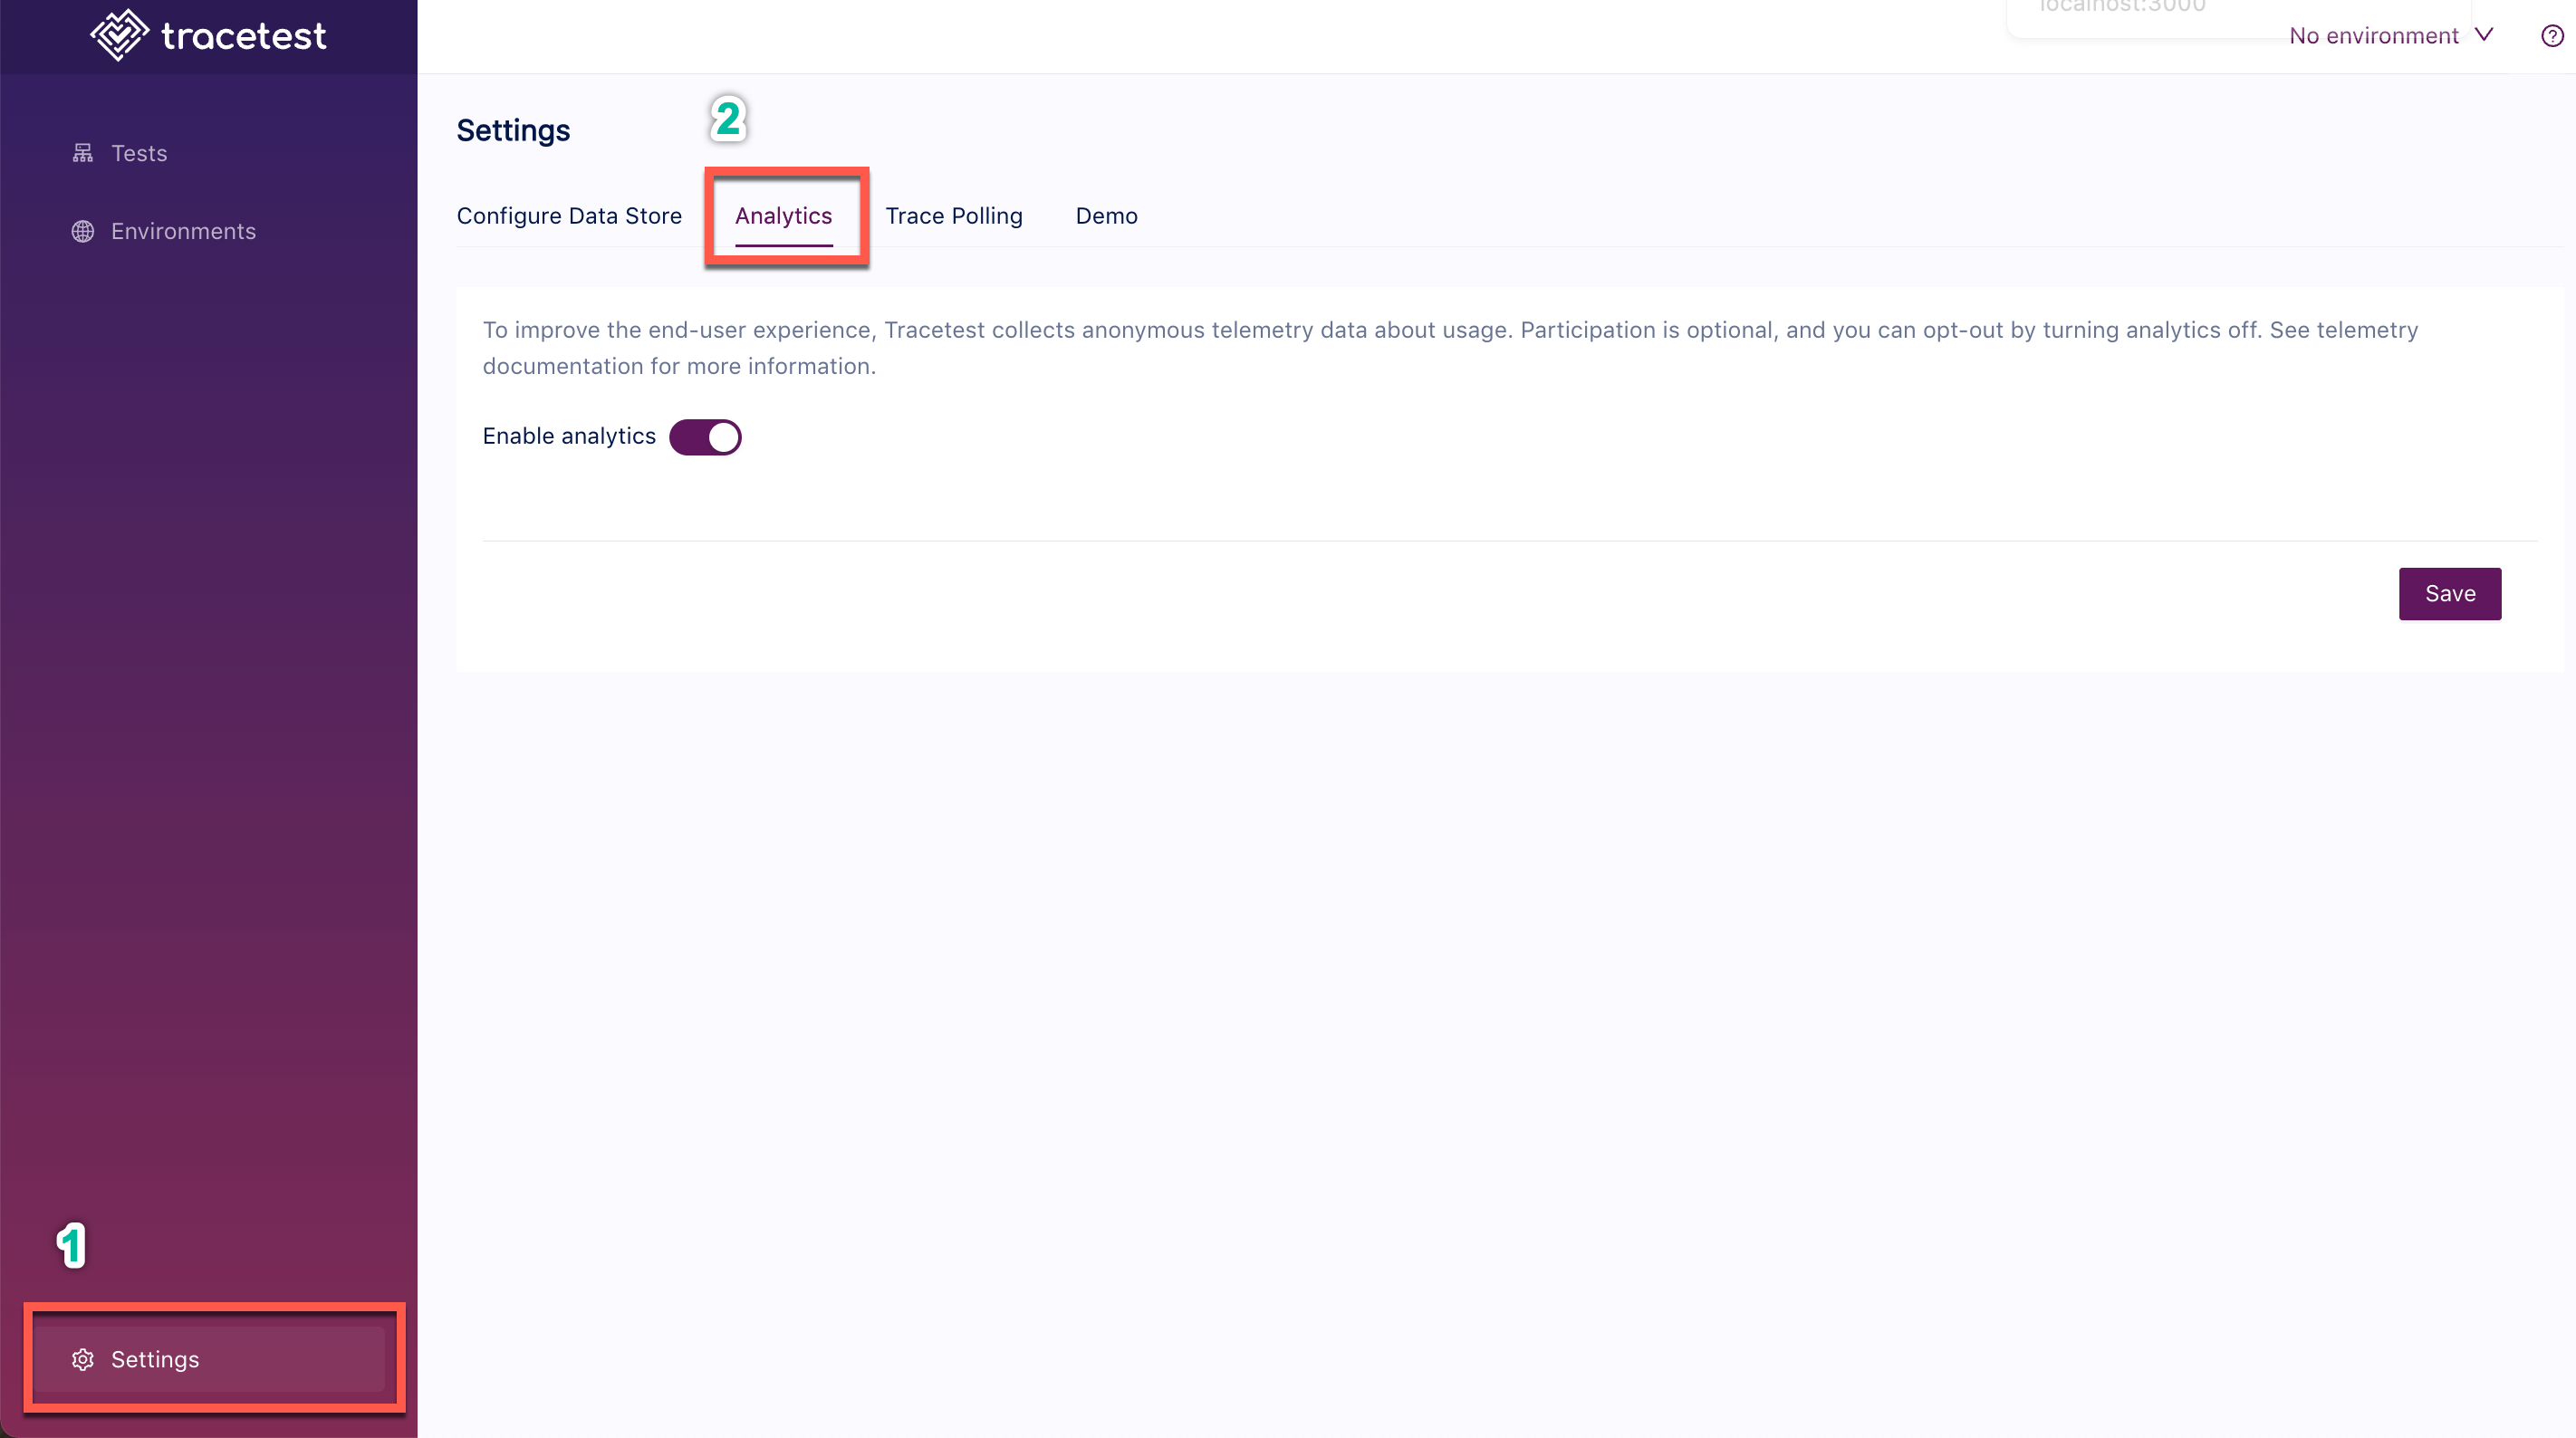 tracetest
localhost:3000
No environment
Tests
Environments
Settings
2
Configure Data Store
Analytics
Trace Polling
Demo
To improve the end-user experience, Tracetest collects anonymous telemetry data about usage. Participation is optional, and you can opt-out by turning analytics off. See telemetry
documentation for more information.
Enable analytics
Save
1
Settings